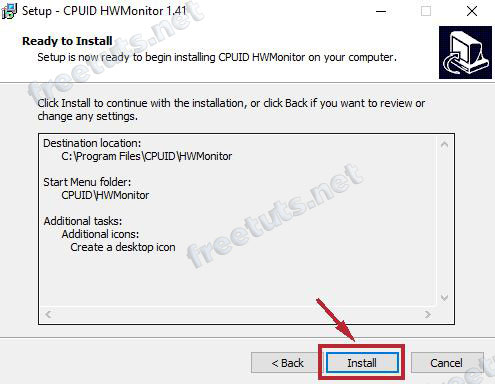 Setup - CPUID HWMonitor 1.41
Ready to Install
Setup is now ready to begin installing CPUID HWMonitor on your computer.
Click Install to continue with the installation, or click Back if you want to review or
change any settings.
Destination location:
C:\Program Files\CPUID\HWMonitor
Start Menu folder:
CPUID\HWMonitor
Additional tasks:
Additional icons:
Create a desktop icon
< Back
Install
Cancel
freetuts.net
freetuts.net
freetuts.net